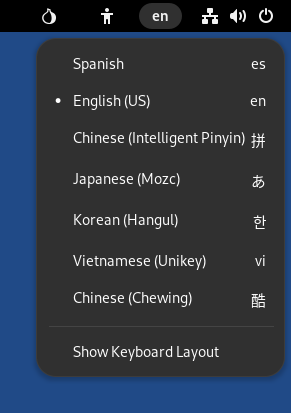 en
Spanish es
English (US) en
Chinese (Intelligent Pinyin) 拼
Japanese (Mozc) あ
Korean (Hangul) 한
Vietnamese (Unikey) vi
Chinese (Chewing) 酷
Show Keyboard Layout